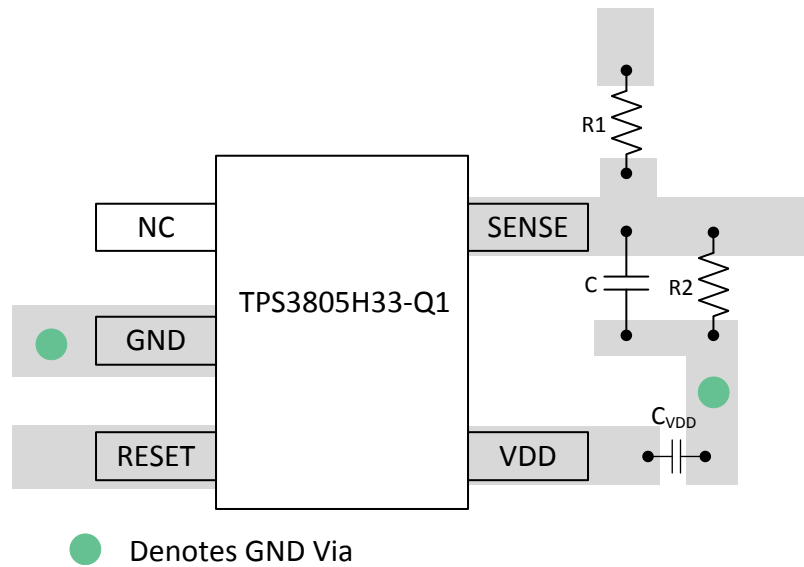 R1
NC
SENSE
TPS3805H33-Q1
C
R2
GND
CVDD
RESET
VDD
Denotes GND Via